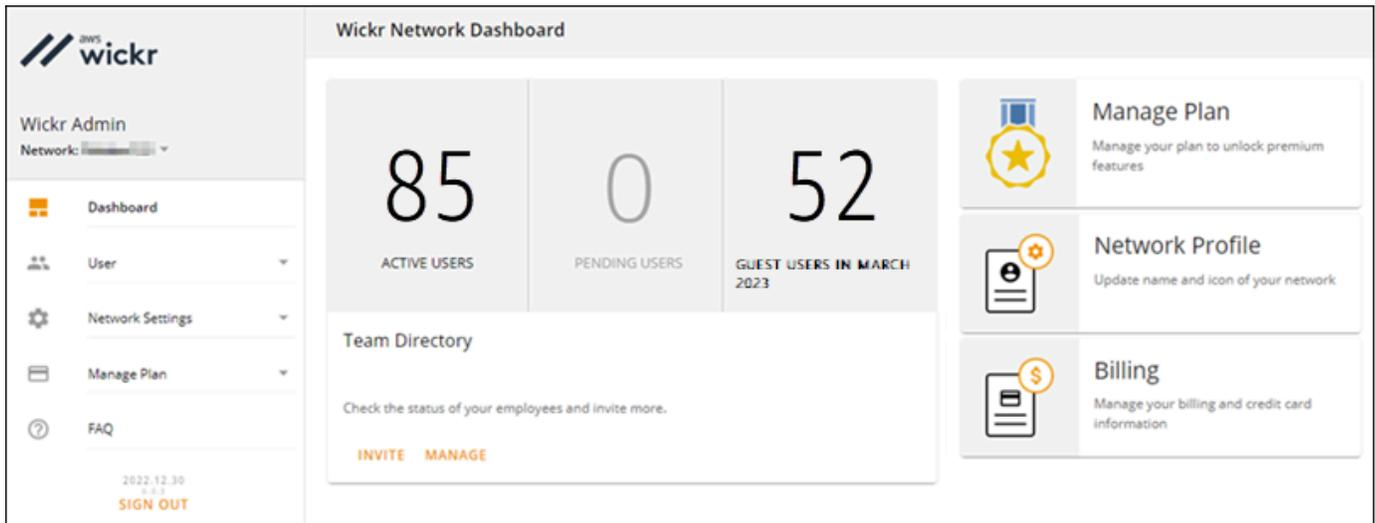 aws
wickr
Wickr Admin
Network:
Dashboard
User
Network Settings
Manage Plan
FAQ
2022.12.30
SIGN OUT
Wickr Network Dashboard
85
ACTIVE USERS
0
PENDING USERS
52
GUEST USERS IN MARCH
2023
Team Directory
Check the status of your employees and invite more.
INVITE MANAGE
Manage Plan
Manage your plan to unlock premium
features
Network Profile
Update name and icon of your network
Billing
Manage your billing and credit card
information